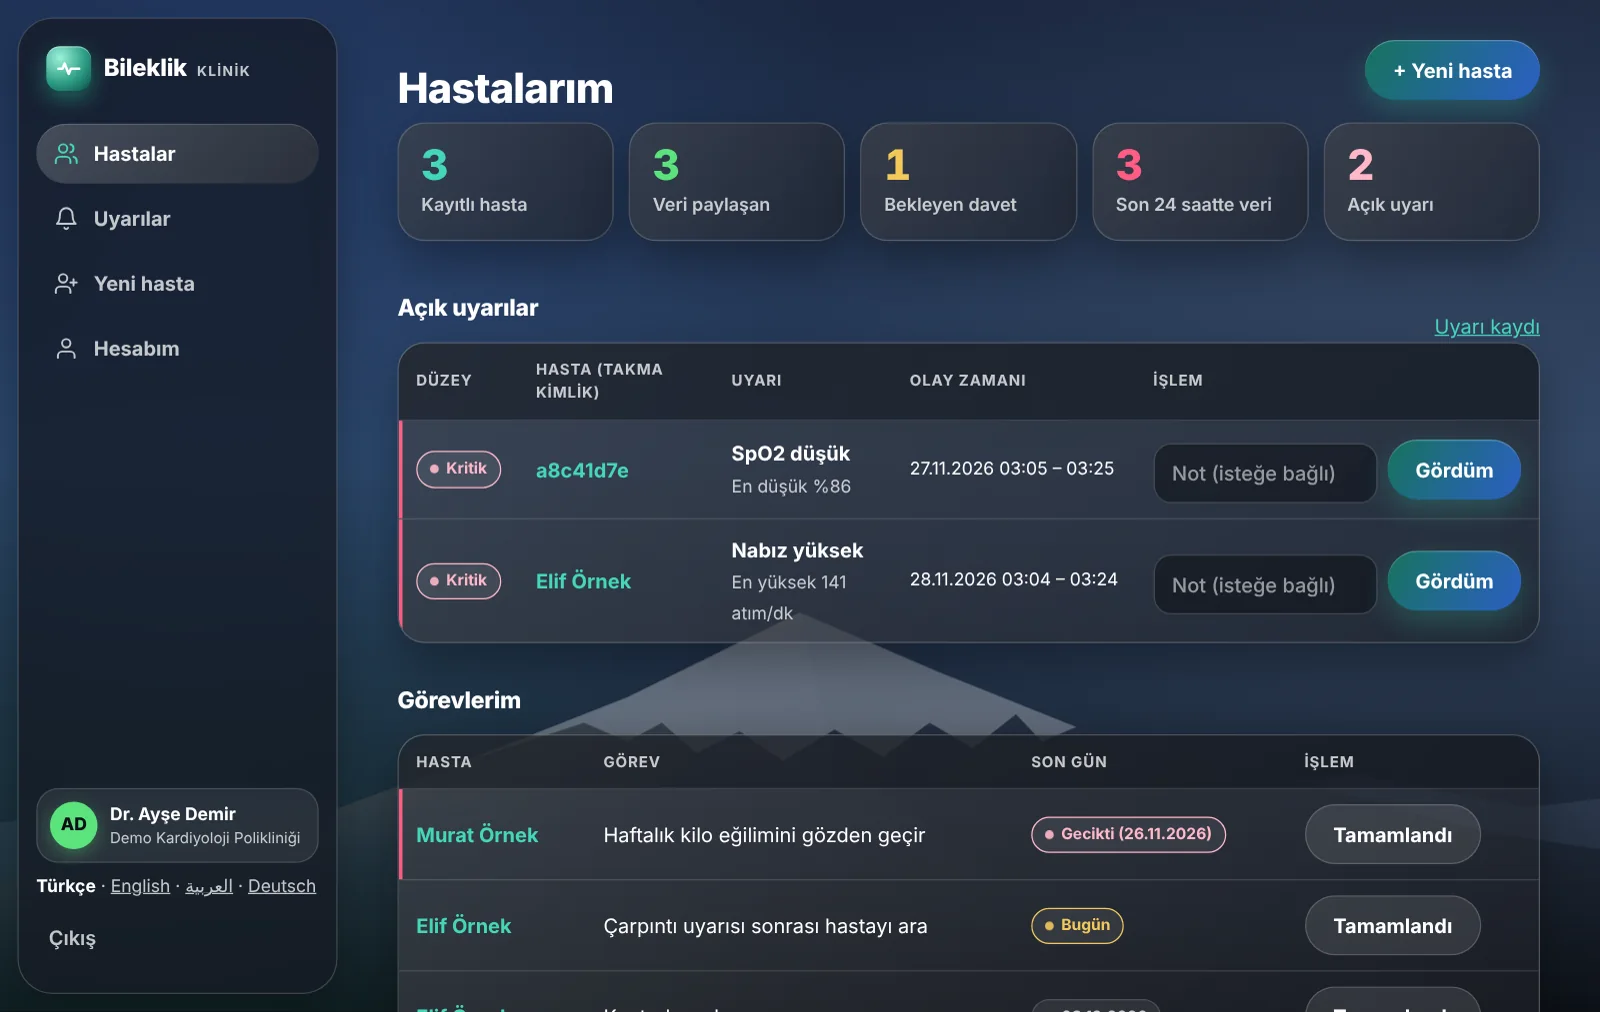 Bileklik KLİNİK
Hastalar
Uyarılar
Yeni hasta
Hesabım
AD
Dr. Ayşe Demir
Demo Kardiyoloji Polikliniği
Türkçe · English · العربية · Deutsch
Çıkış
Hastalarım
+ Yeni hasta
3
Kayıtlı hasta
3
Veri paylaşan
1
Bekleyen davet
3
Son 24 saatte veri
2
Açık uyarı
Açık uyarılar
Uyarı kaydı
DÜZEY
HASTA (TAKMA
KİMLİK)
UYARI
OLAY ZAMANI
İŞLEM
Kritik
a8c41d7e
SpO2 düşük
En düşük %86
27.11.2026 03:05 – 03:25
Not (isteğe bağlı)
Gördüm
Kritik
Elif Örnek
Nabız yüksek
En yüksek 141
atım/dk
28.11.2026 03:04 – 03:24
Not (isteğe bağlı)
Gördüm
Görevlerim
HASTA
GÖREV
SON GÜN
İŞLEM
Murat Örnek
Haftalık kilo eğilimini gözden geçir
Gecikti (26.11.2026)
Tamamlandı
Elif Örnek
Çarpıntı uyarısı sonrası hastayı ara
Bugün
Tamamlandı
Elif Örnek
Tamamlandı